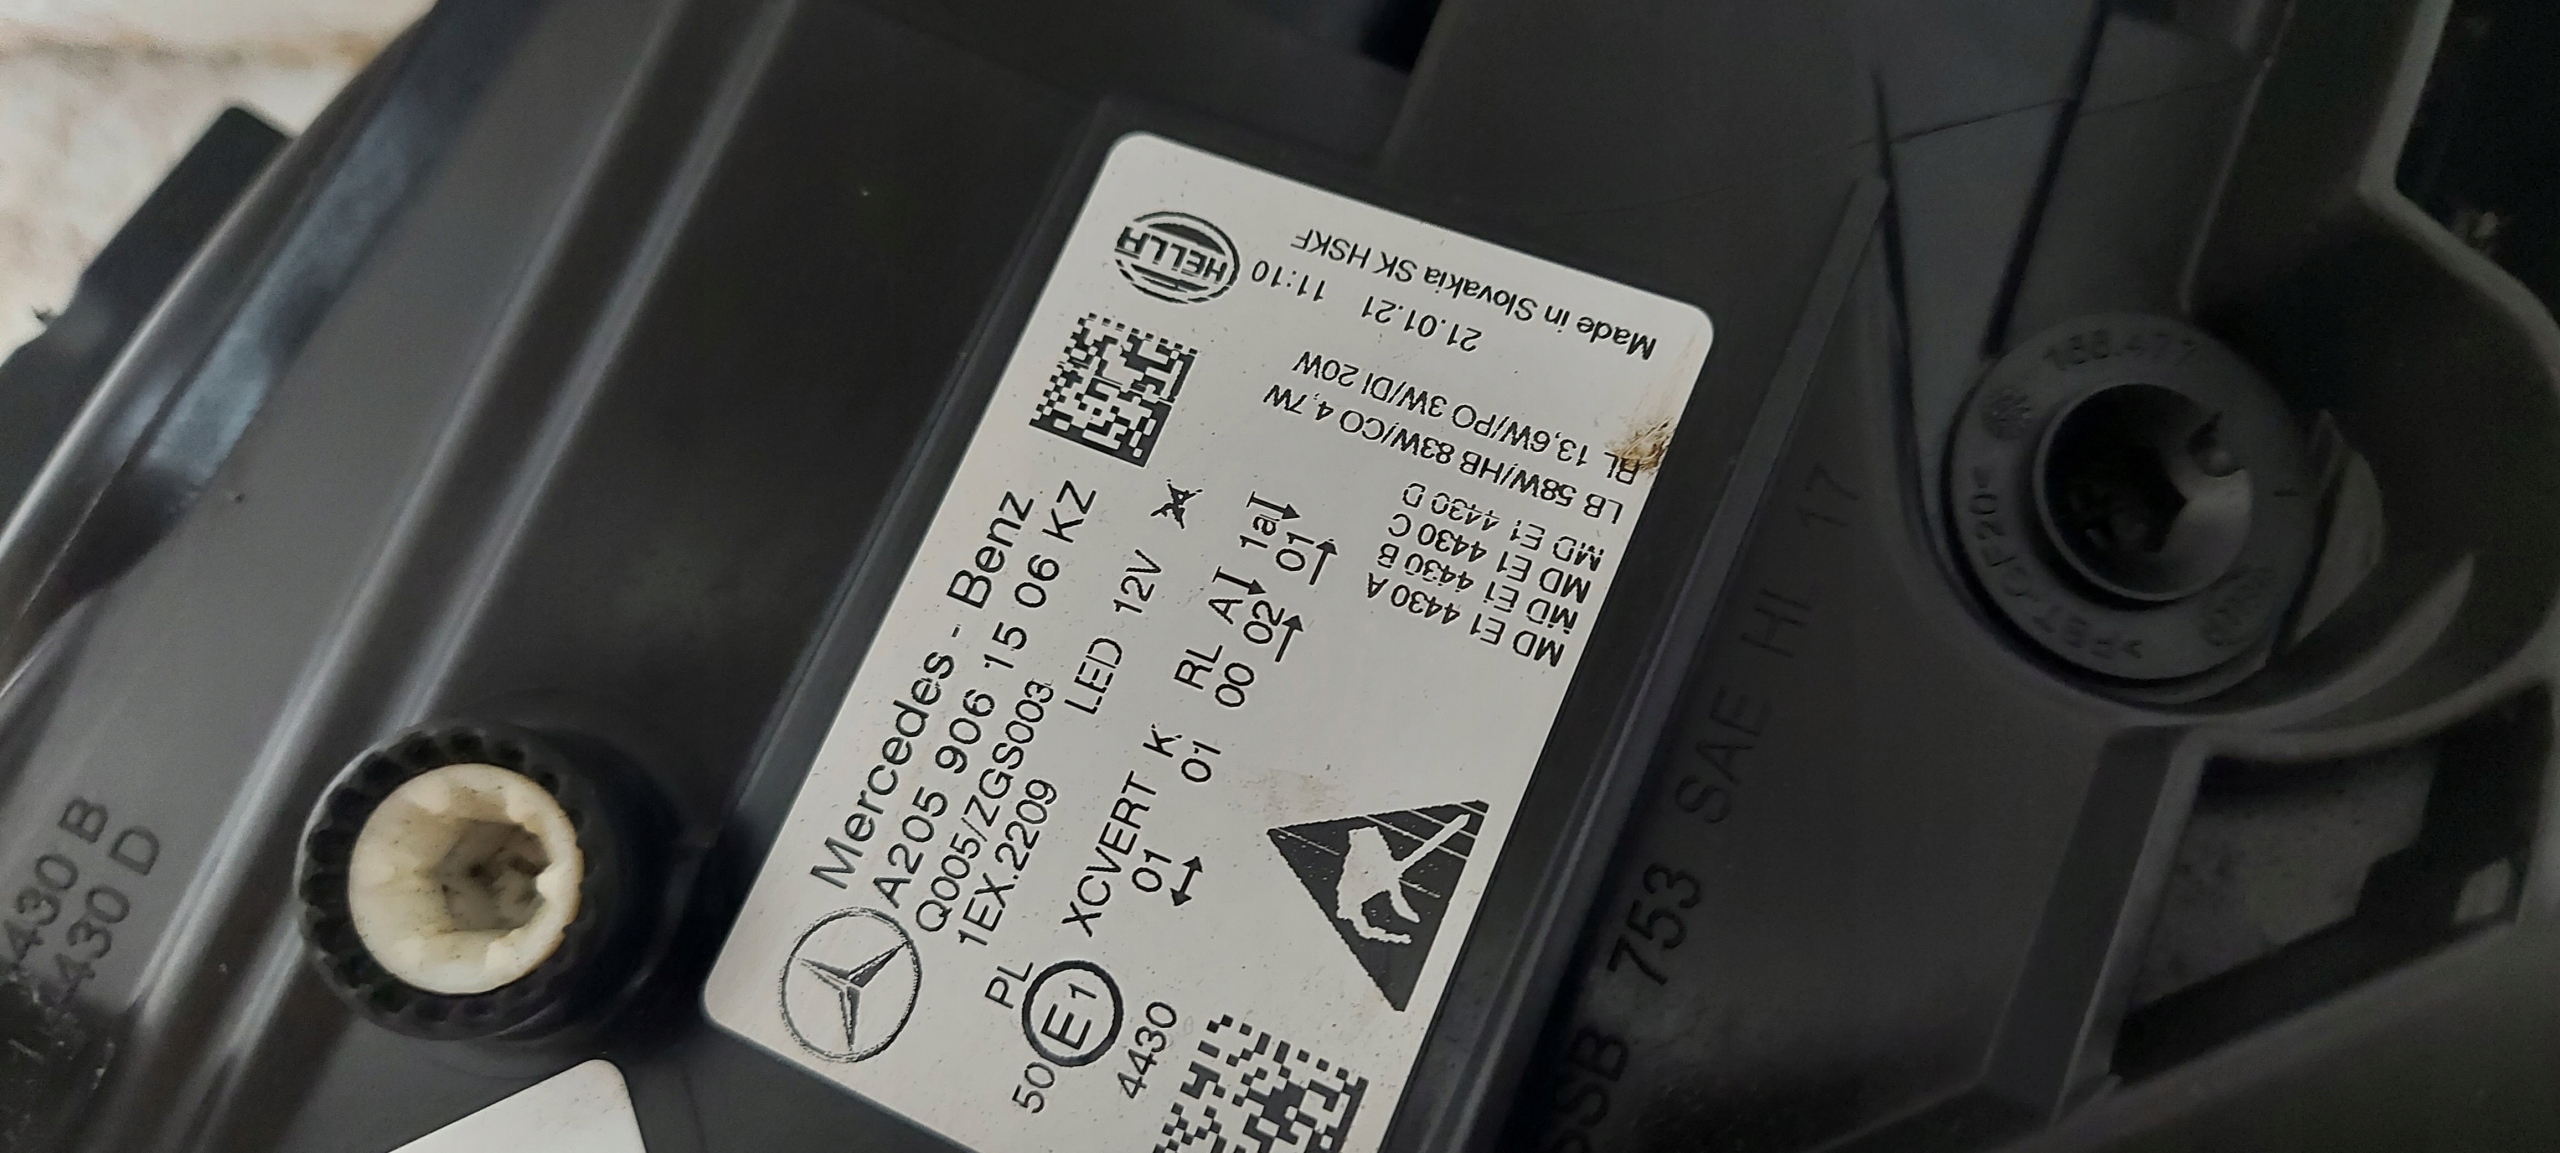 Mercedes - Benz
A205 906 15 06 KZ
Q005/ZGS003
1EX.2209
LED 12V
PL
50 E1
4430
XCVERT K RL A 1a
01 01 00 02 01
HELLA
Made in Slovakia SK HSKF
21.01.21 11:10
RL 13,6W/PO 3W/DI 20W
LB 58W/HB 83W/CO 4,7W
MD E1 4430 D
MD E1 4430 C
MD E1 4430 B
MD E1 4430 A
753 SAE HI 17
430 B
430 D